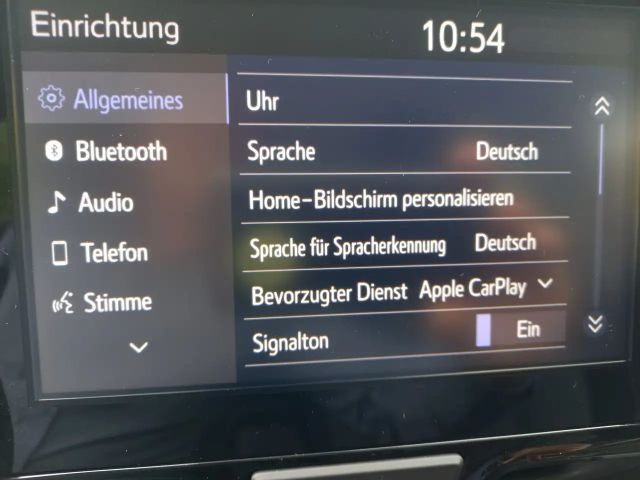 Einrichtung
10:54
Allgemeines
Bluetooth
Audio
Telefon
Stimme
Uhr
Sprache Deutsch
Home-Bildschirm personalisieren
Sprache für Spracherkennung Deutsch
Bevorzugter Dienst Apple CarPlay
Signalton Ein